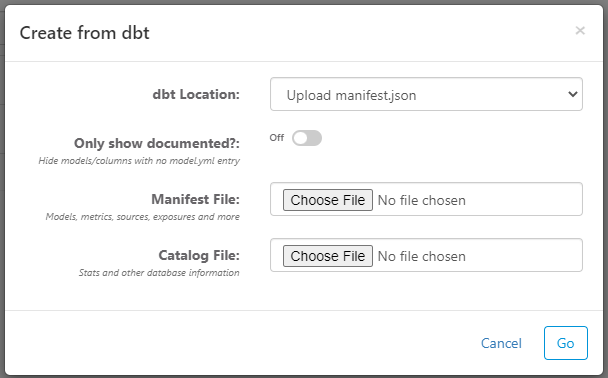 Create from dbt ×
dbt Location: Upload manifest.json
Only show documented?: Off
Hide models/columns with no model.yml entry
Manifest File: Choose File No file chosen
Models, metrics, sources, exposures and more
Catalog File: Choose File No file chosen
Stats and other database information
Cancel Go